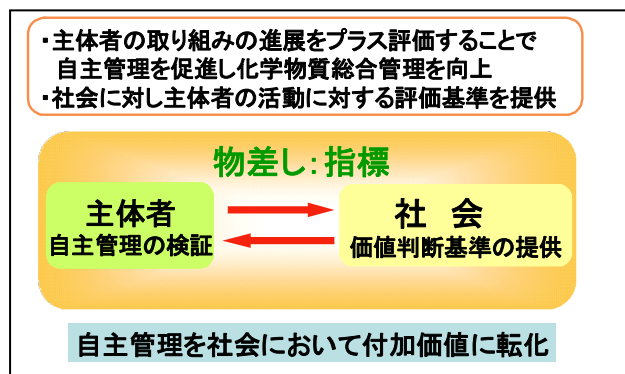 ・主体者の取り組みの進展をプラス評価することで
自主管理を促進し化学物質総合管理を向上
・社会に対し主体者の活動に対する評価基準を提供
物差し：指標
主体者
自主管理の検証
社　会
価値判断基準の提供
自主管理を社会において付加価値に転化